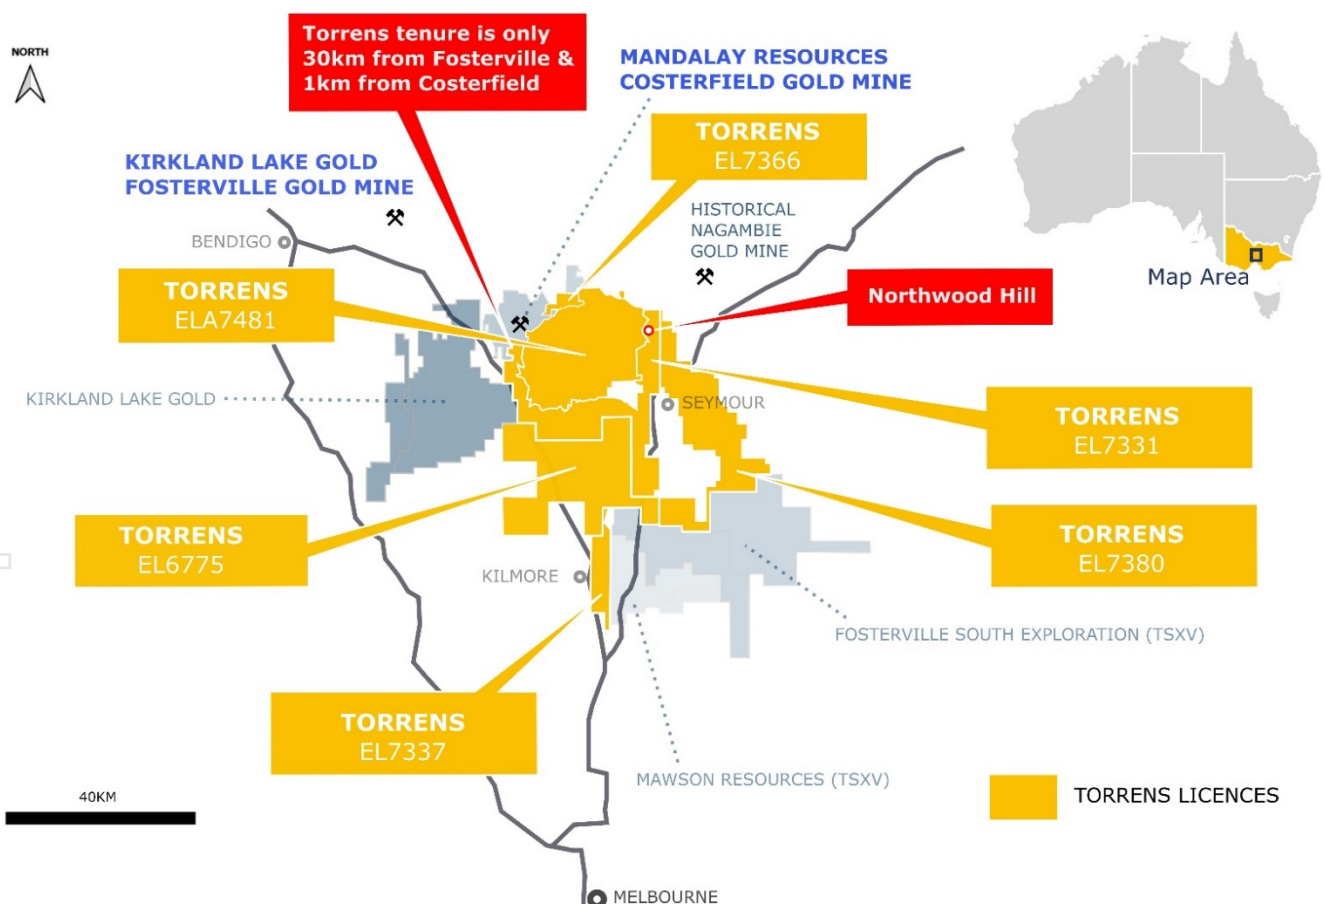 NORTH
Torrens tenure is only
30km from Fosterville &
1km from Costerfield
MANDALAY RESOURCES
COSTERFIELD GOLD MINE
TORRENS
EL7366
KIRKLAND LAKE GOLD
FOSTERVILLE GOLD MINE
HISTORICAL
NAGAMBIE
GOLD MINE
BENDIGO
Map Area
TORRENS
ELA7481
Northwood Hill
KIRKLAND LAKE GOLD
SEYMOUR
TORRENS
EL7331
TORRENS
EL6775
TORRENS
EL7380
KILMORE
FOSTERVILLE SOUTH EXPLORATION (TSXV)
TORRENS
EL7337
MAWSON RESOURCES (TSXV)
40KM
TORRENS LICENCES
MELBOURNE